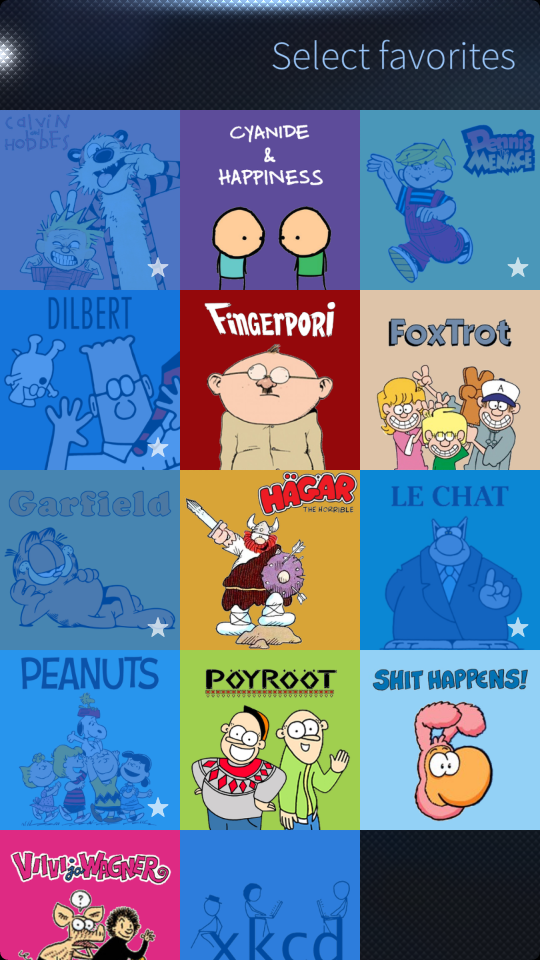 Select favorites
Calvin
and
HobbEs
CYANIDE
&
HAPPINESS
Dennis
the
MENACE
DILBERT
FiNGERPORi
FoxTrot
A
Garfield
HÄGAR
THE HORRIBLE
LE CHAT
PEANUTS
PÖYRÖÖT
SHIT HAPPENS!
VIIVI ja WAGNER
?
xkcd